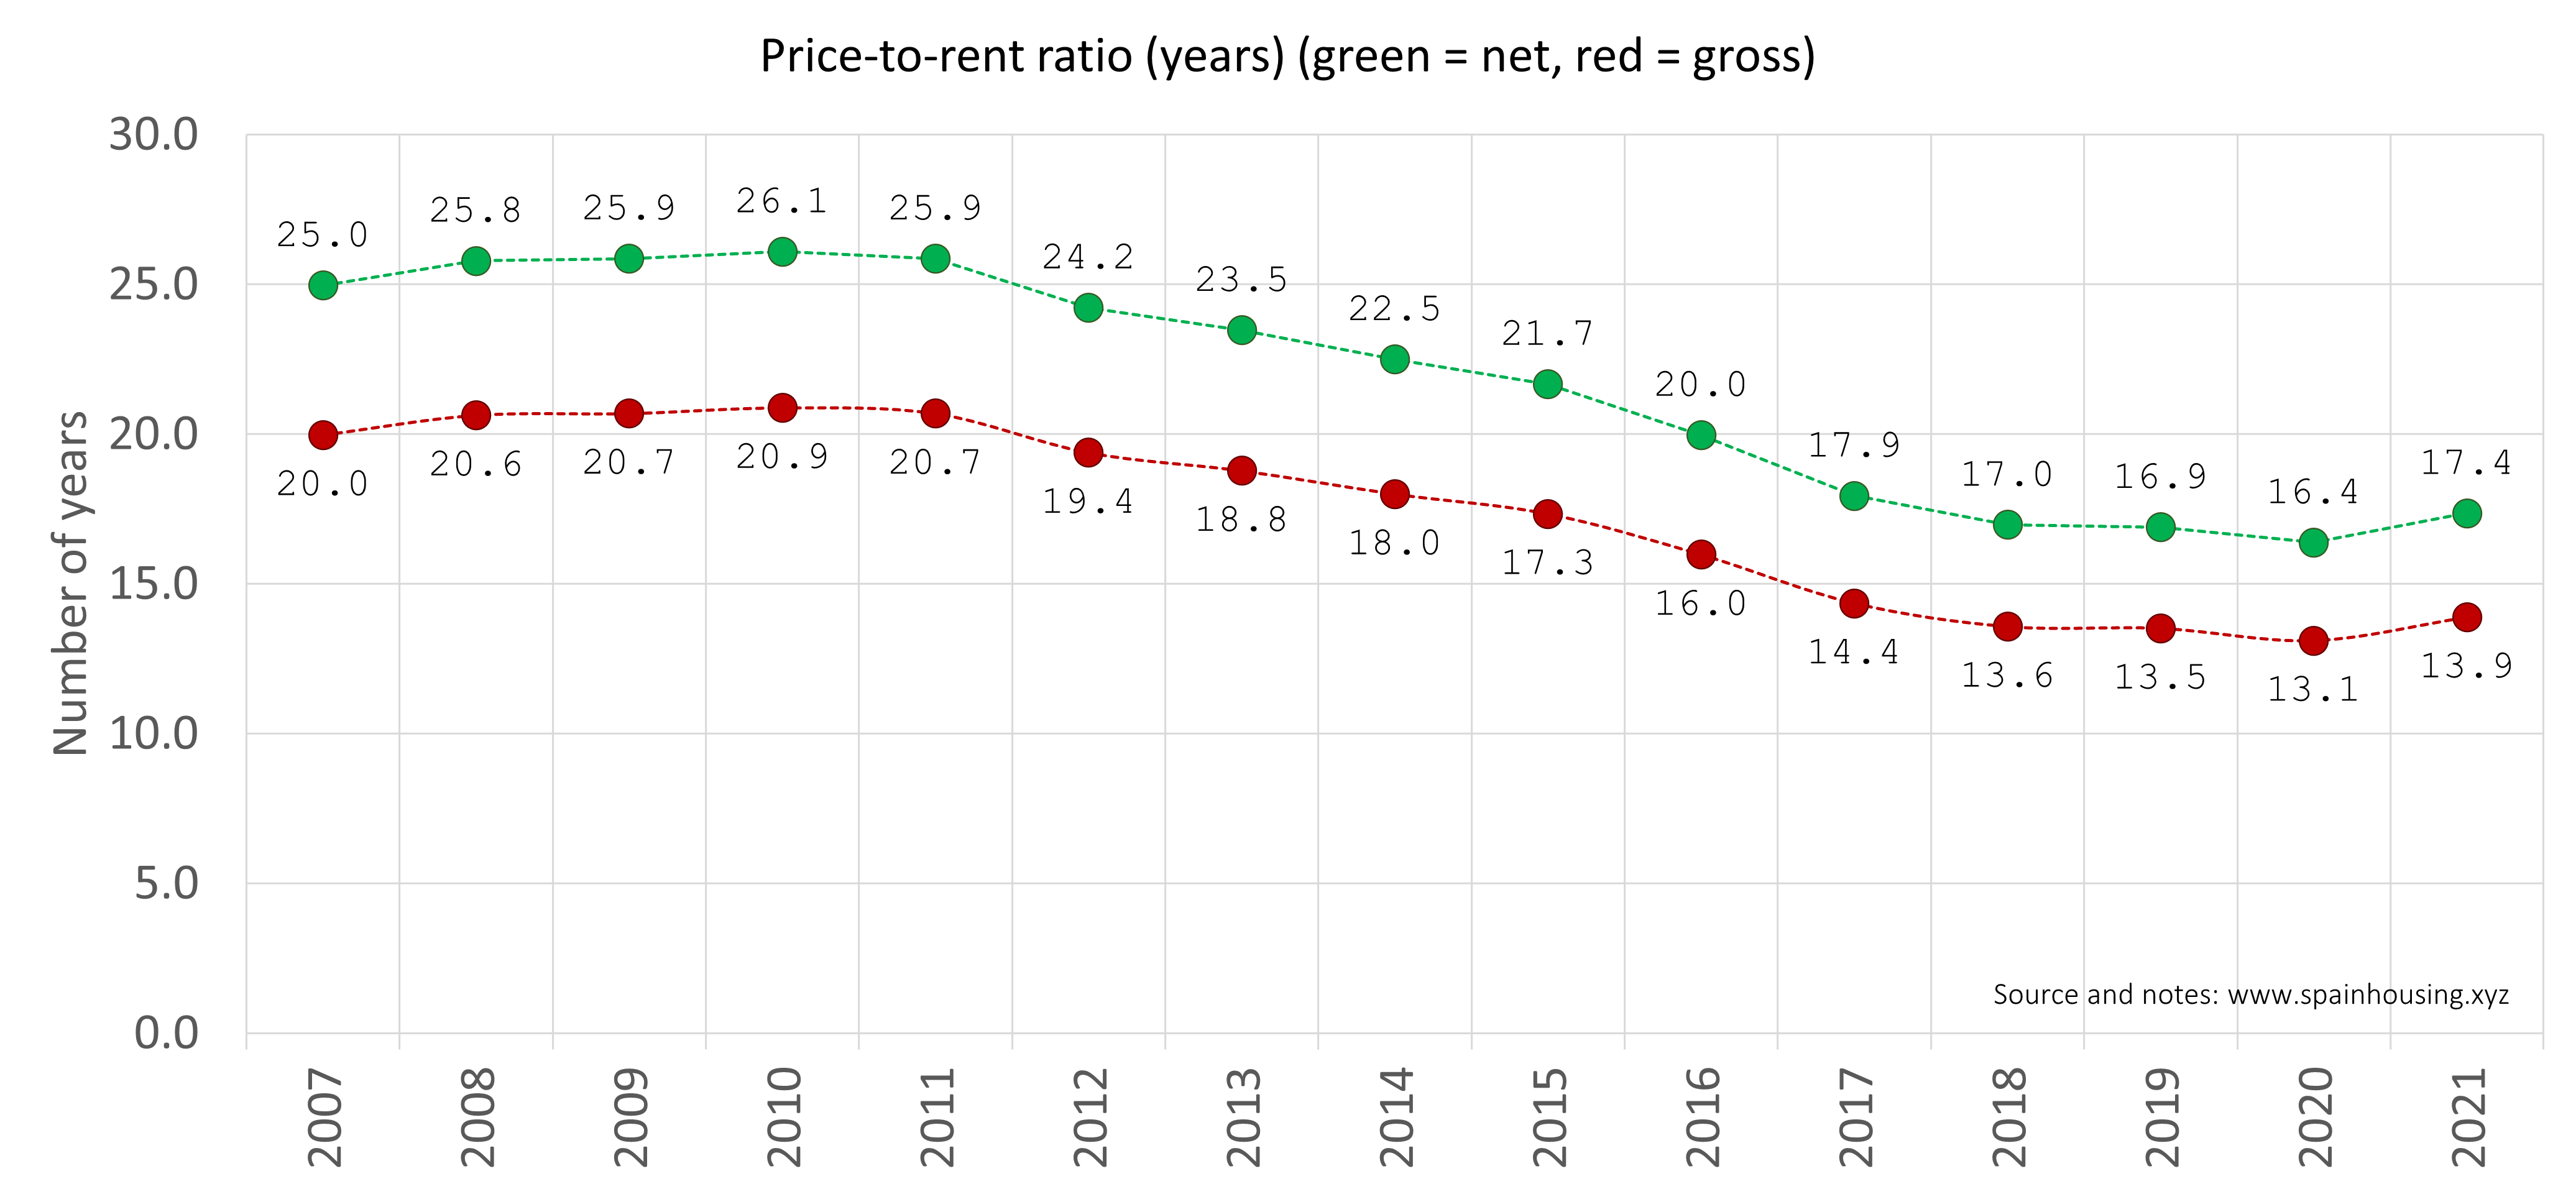 Price-to-rent ratio (years) (green = net, red = gross)
Number of years
30.0
25.0
20.0
15.0
10.0
5.0
0.0
25.0 25.8 25.9 26.1 25.9 24.2 23.5 22.5 21.7 20.0 17.9 17.0 16.9 16.4 17.4
20.0 20.6 20.7 20.9 20.7 19.4 18.8 18.0 17.3 16.0 14.4 13.6 13.5 13.1 13.9
Source and notes: www.spainhousing.xyz
2007 2008 2009 2010 2011 2012 2013 2014 2015 2016 2017 2018 2019 2020 2021